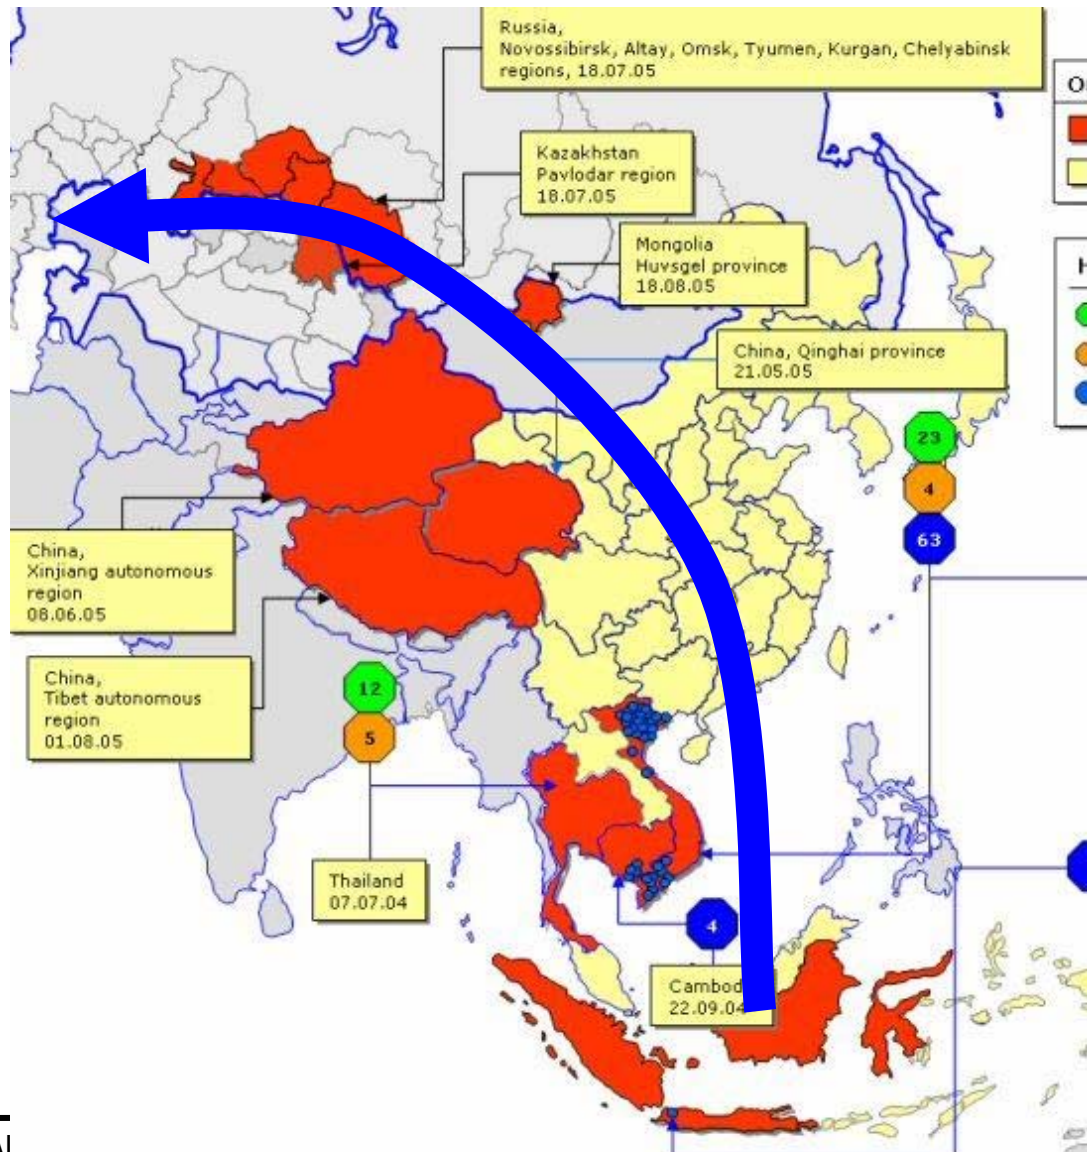 Russia,
Novossibirsk, Altay, Omsk, Tyumen, Kurgan, Chelyabinsk
regions, 18.07.05
Kazakhstan
Pavlodar region
18.07.05
Mongolia
Huvsgel province
18.08.05
China, Qinghai province
21.05.05
23
4
63
China,
Xinjiang autonomous
region
08.06.05
China,
Tibet autonomous
region
01.08.05
12
5
Thailand
07.07.04
4
22.09.04